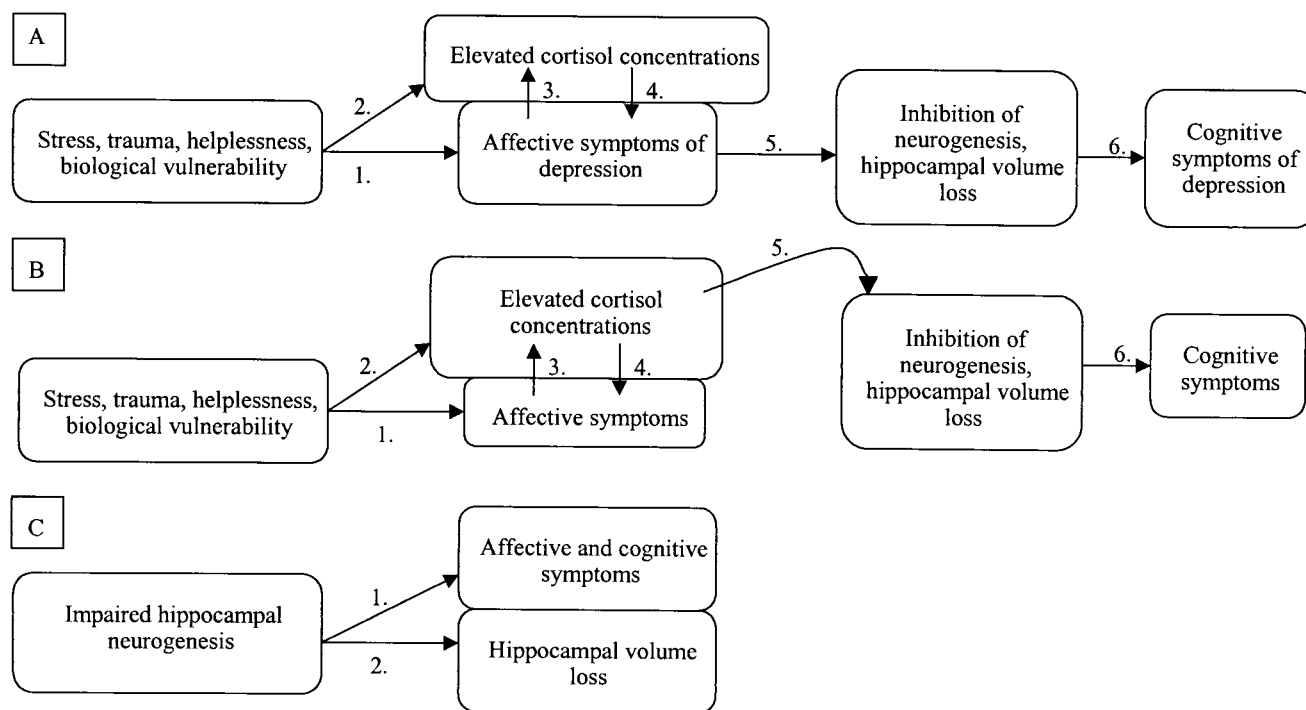 A
Elevated cortisol concentrations
3.
4.
2.
Stress, trauma, helplessness,
biological vulnerability
1.
Affective symptoms of
depression
5.
Inhibition of
neurogenesis,
hippocampal volume
loss
6.
Cognitive
symptoms of
depression
B
Elevated cortisol
concentrations
5.
3.
4.
2.
Stress, trauma, helplessness,
biological vulnerability
1.
Affective symptoms
Inhibition of
neurogenesis,
hippocampal volume
loss
6.
Cognitive
symptoms
C
Impaired hippocampal
neurogenesis
1.
Affective and cognitive
symptoms
2.
Hippocampal volume
loss